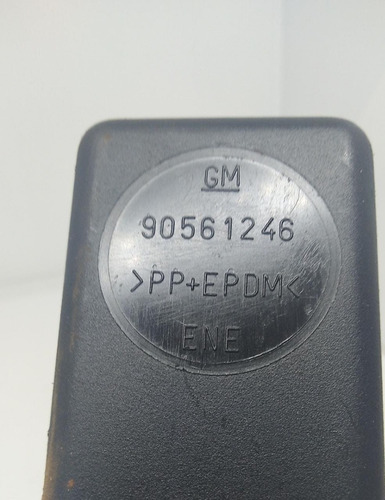 GM
90561246
>PP+EPDM<
ENE